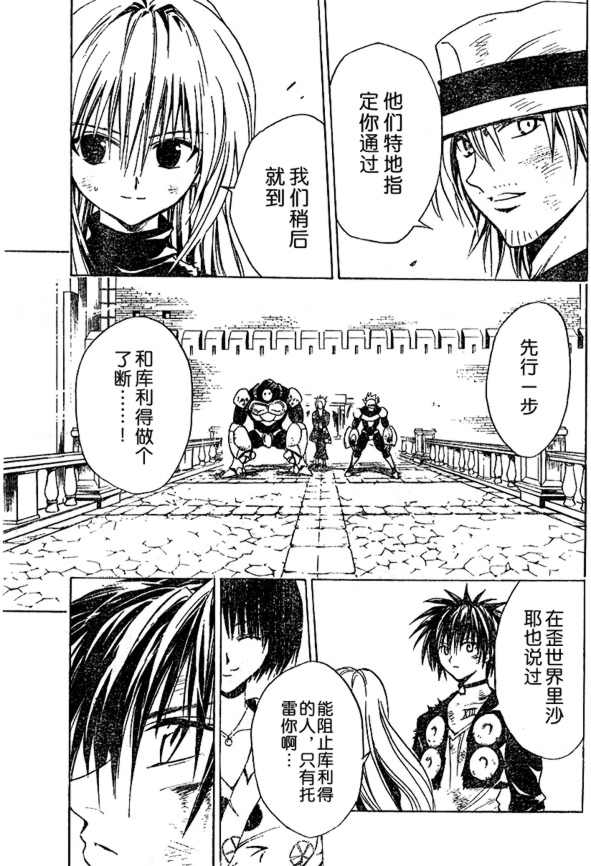 他们特地指
定你通过
我们稍后
就到
先行一步
和库利得做个
了断……！
在歪世界里沙
耶也说过
能阻止库利得
的人，只有托
雷你啊…
XIII